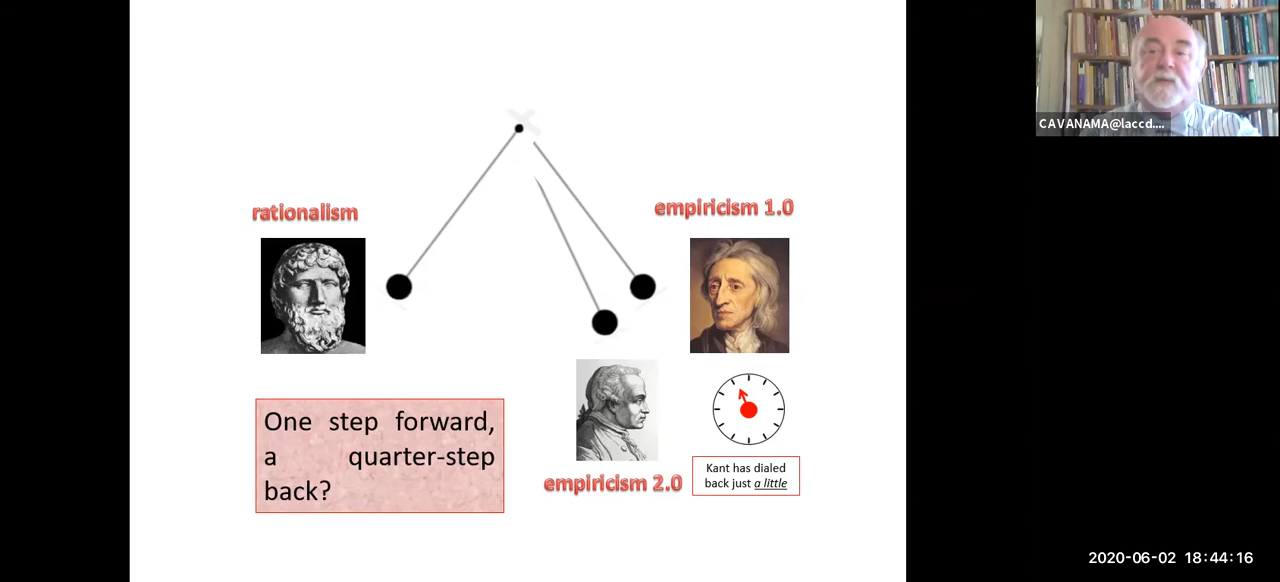 CAVANAMA@laccd....
rationalism
empiricism 1.0
One step forward,
a quarter-step
back?
empiricism 2.0
Kant has dialed
back just a little
2020-06-02 18:44:16